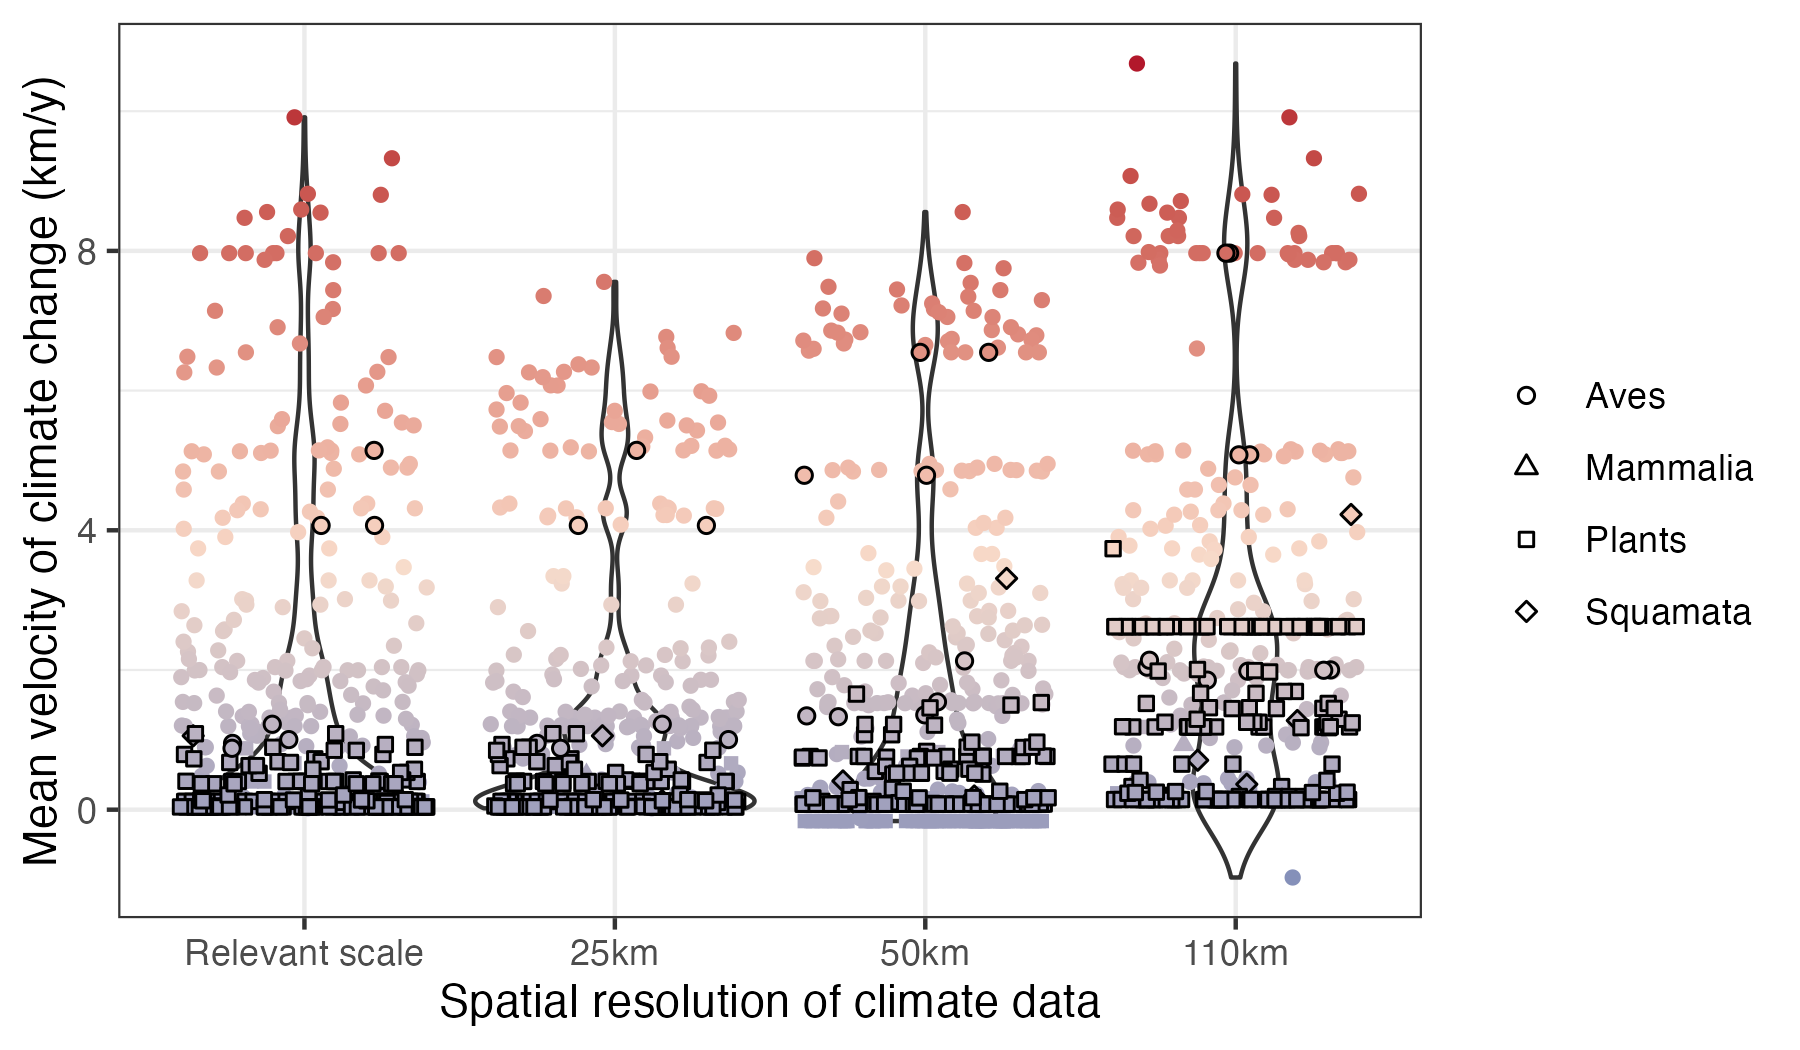 Mean velocity of climate change (km/y)
8
4
0
Relevant scale
25km
50km
110km
Spatial resolution of climate data
Aves
Mammalia
Plants
Squamata